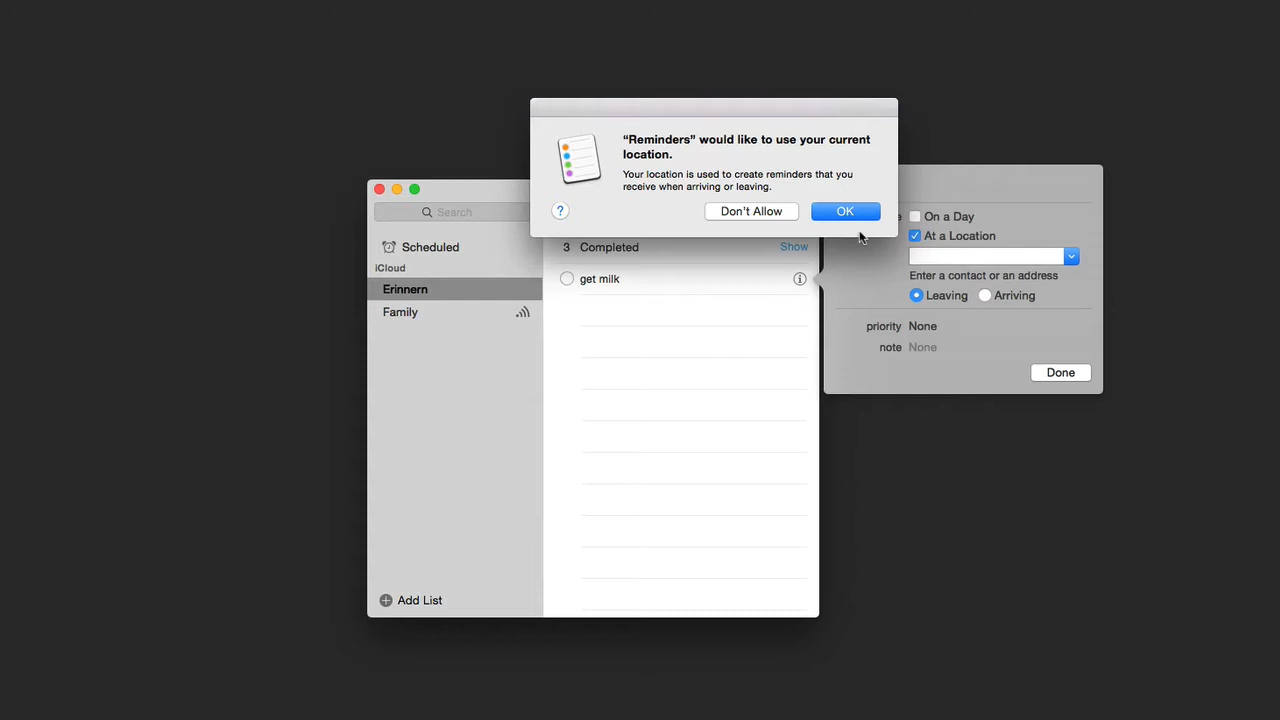 “Reminders” would like to use your current
location.
Your location is used to create reminders that you
receive when arriving or leaving.
?
Don’t Allow
OK
Search
Scheduled
iCloud
Erinnern
Family
Add List
3 Completed
Show
get milk
On a Day
At a Location
Enter a contact or an address
Leaving
Arriving
priority None
note None
Done